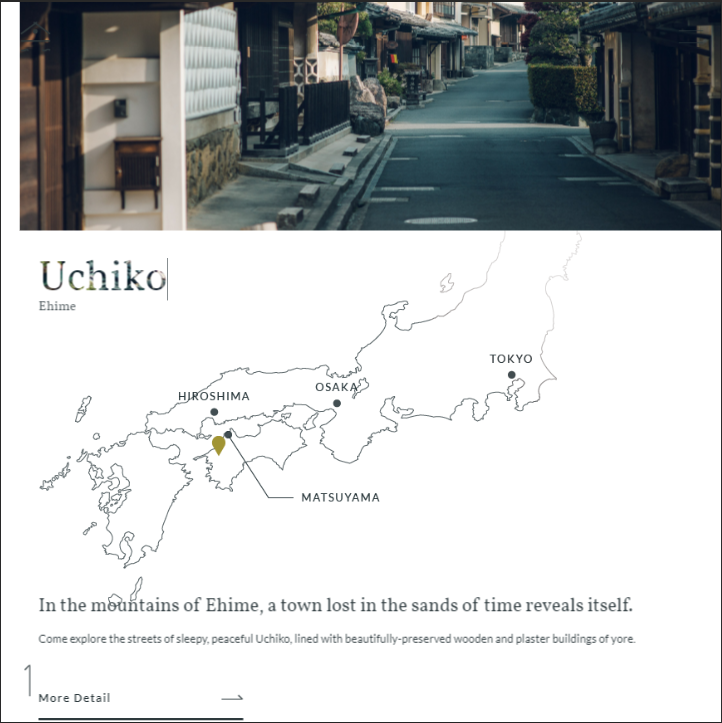 Uchiko
Ehime
TOKYO
OSAKA
HIROSHIMA
MATSUYAMA
In the mountains of Ehime, a town lost in the sands of time reveals itself.
Come explore the streets of sleepy, peaceful Uchiko, lined with beautifully-preserved wooden and plaster buildings of yore.
1
More Detail